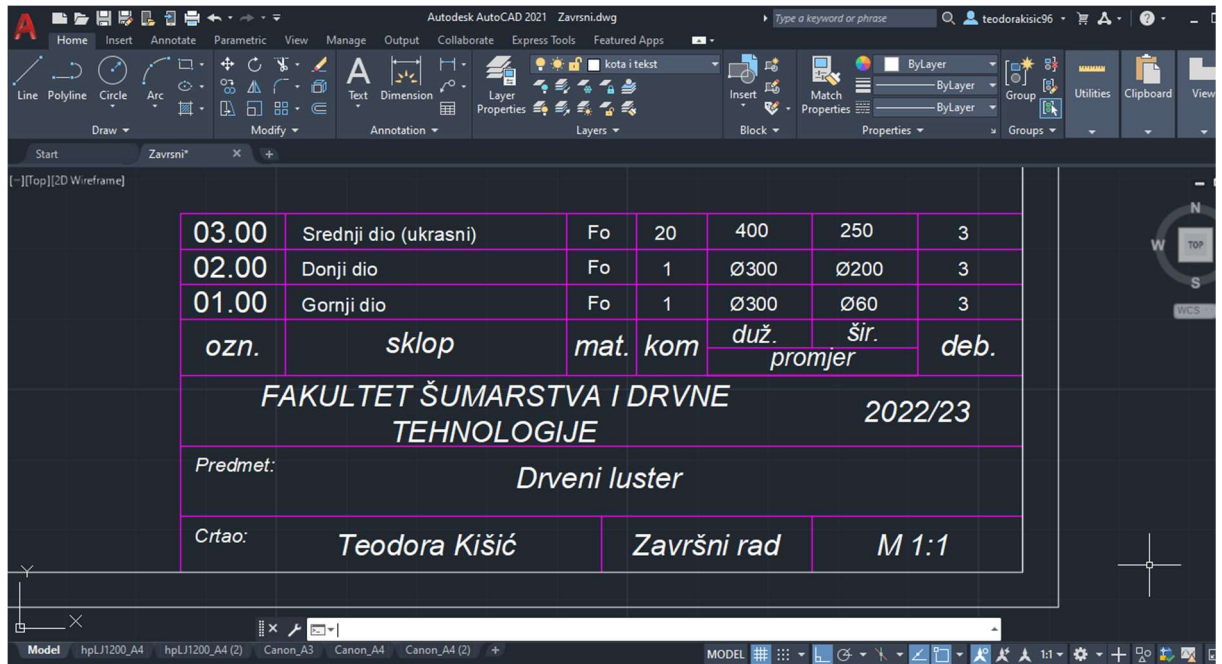 Autodesk AutoCAD 2021 Zavrsni.dwg
Type a keyword or phrase
teodorakisic96
Home Insert Annotate Parametric View Manage Output Collaborate Express Tools Featured Apps
kota i tekst
ByLayer
Line Polyline Circle Arc
Text Dimension
Layer Properties
Insert
Match Properties
ByLayer
ByLayer
Group
Utilities
Clipboard
View
Draw Modify Annotation Layers Block Properties Groups
Start Zavrsni*
[-][Top][2D Wireframe]
N
W TOP
S
WCS
03.00 Srednji dio (ukrasni) Fo 20 400 250 3
02.00 Donji dio Fo 1 Ø300 Ø200 3
01.00 Gornji dio Fo 1 Ø300 Ø60 3
ozn. sklop mat. kom duž. šir. deb.
promjer
FAKULTET ŠUMARSTVA I DRVNE
TEHNOLOGIJE
2022/23
Predmet: Drveni luster
Crtao: Teodora Kišić Završni rad M 1:1
Y
X
Model hpLJ1200_A4 hpLJ1200_A4 (2) Canon_A3 Canon_A4 Canon_A4 (2)
MODEL 1:1